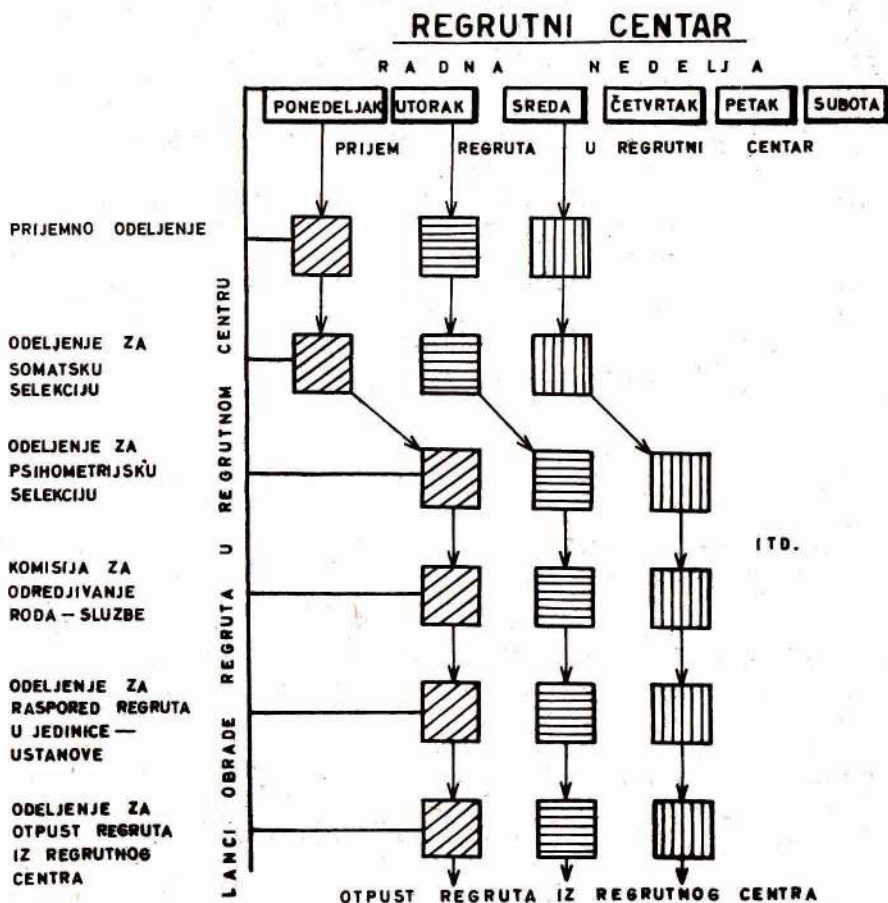 REGRUTNI CENTAR
RADNA NEDELJA
PONEDELJAK UTORAK SREDA ČETVRTAK PETAK SUBOTA
PRIJEM REGRUTA U REGRUTNI CENTAR
PRIJEMNO ODELJENJE
ODELJENJE ZA
SOMATSKU
SELEKCIJU
ODELJENJE ZA
PSIHOMETRIJSKU
SELEKCIJU
KOMISIJA ZA
ODREDJIVANJE
RODA — SLUZBE
ODELJENJE ZA
RASPORED REGRUTA
U JEDINICE —
USTANOVE
ODELJENJE ZA
OTPUST REGRUTA
IZ REGRUTNOG
CENTRA
LANCI OBRADE REGRUTA U REGRUTNOM CENTRU
ITD.
OTPUST REGRUTA IZ REGRUTNOG CENTRA